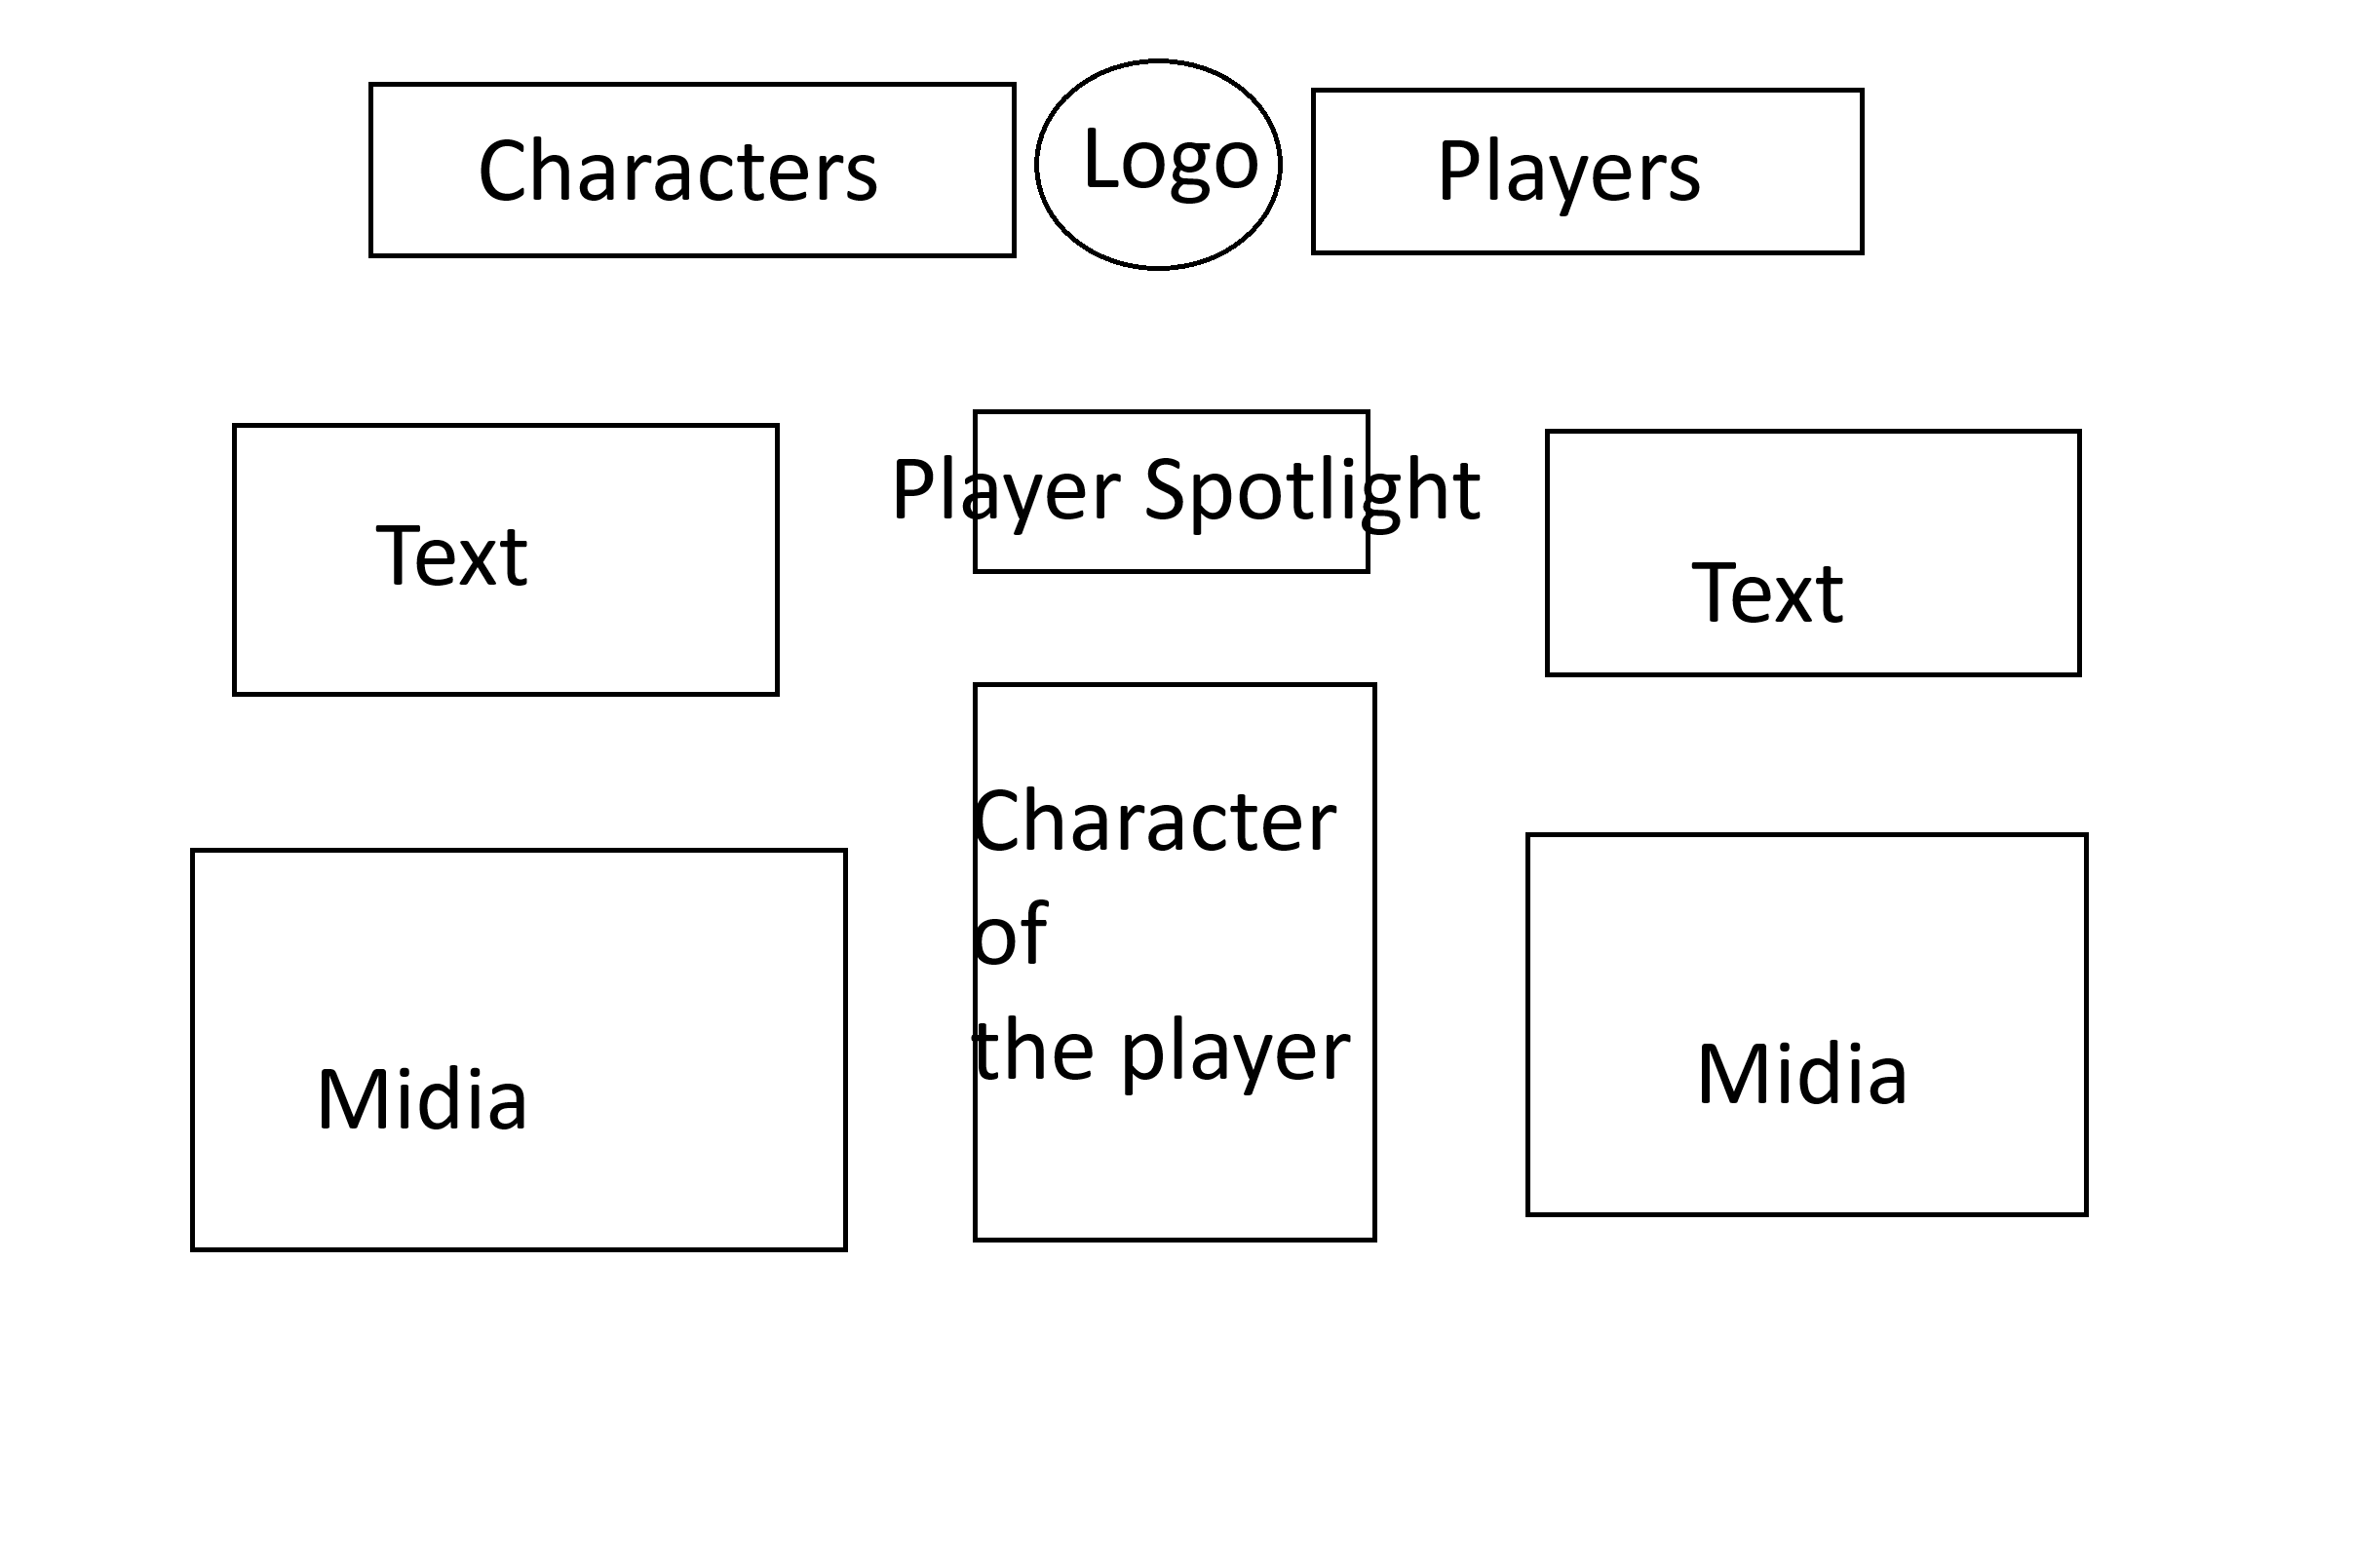 Characters
Logo
Players
Text
Player Spotlight
Text
Character
of
the player
Midia
Midia